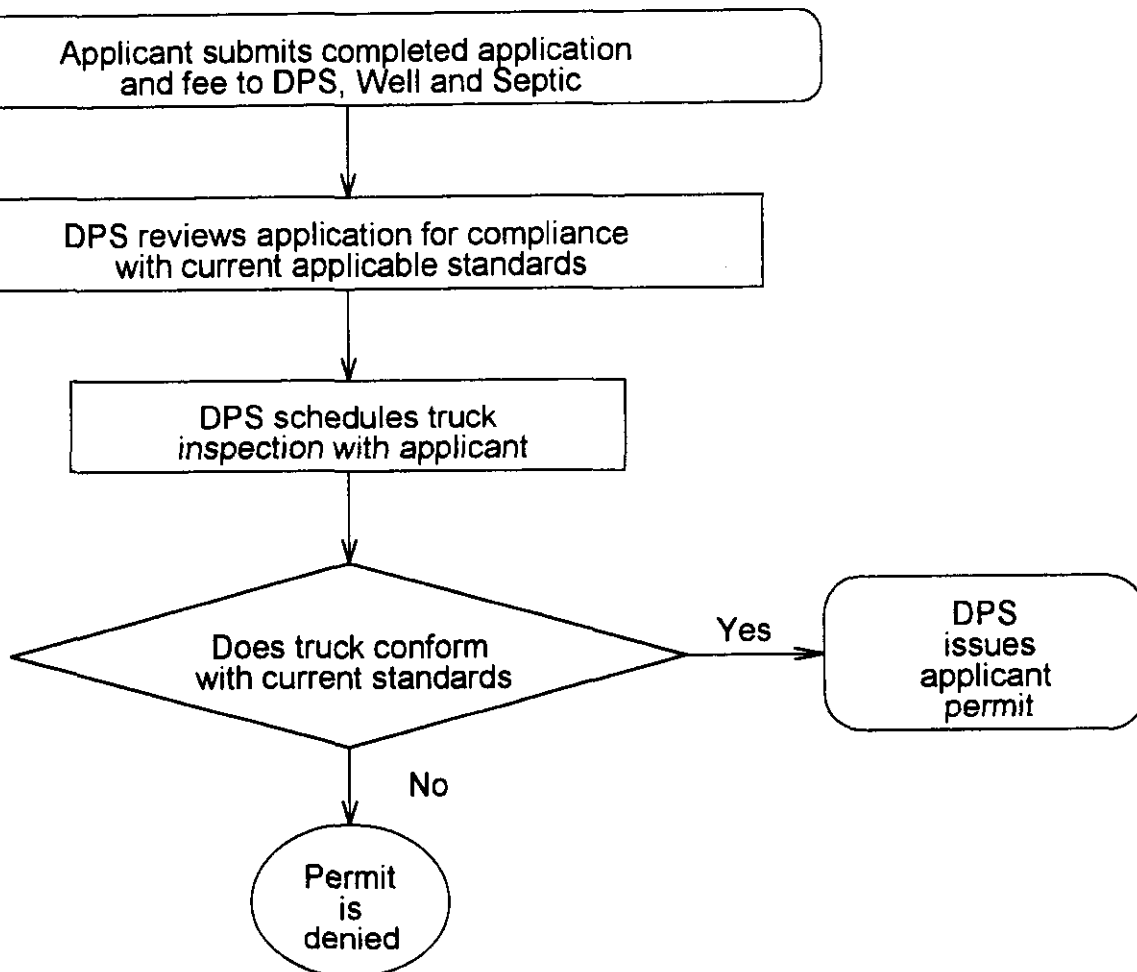 Applicant submits completed application
and fee to DPS, Well and Septic
DPS reviews application for compliance
with current applicable standards
DPS schedules truck
inspection with applicant
Does truck conform
with current standards
Yes
DPS
issues
applicant
permit
No
Permit
is
denied